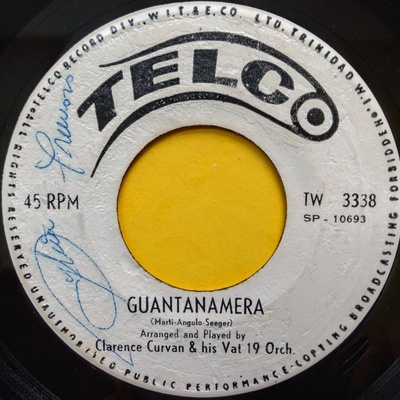 TELCO RECORD DIV. W.I.T.& E. CO. LTD. TRINIDAD W.I. ALL RIGHTS RESERVED UNAUTHORISED PUBLIC PERFORMANCE-COPYING BROADCASTING FORBIDDEN
TELCO
45 RPM
TW 3338
SP - 10693
GUANTANAMERA
(Marti-Angulo-Seeger)
Arranged and Played by
Clarence Curvan & his Vat 19 Orch.